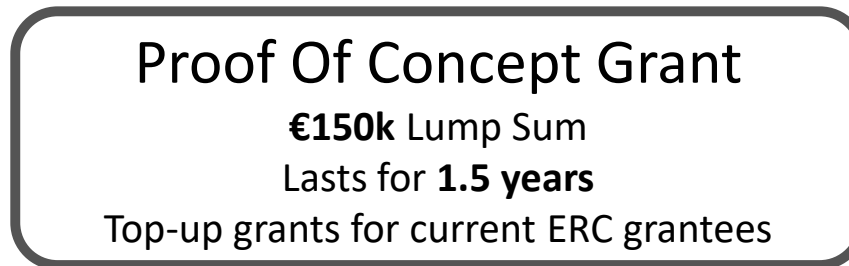 Proof Of Concept Grant
€150k Lump Sum
Lasts for 1.5 years
Top-up grants for current ERC grantees